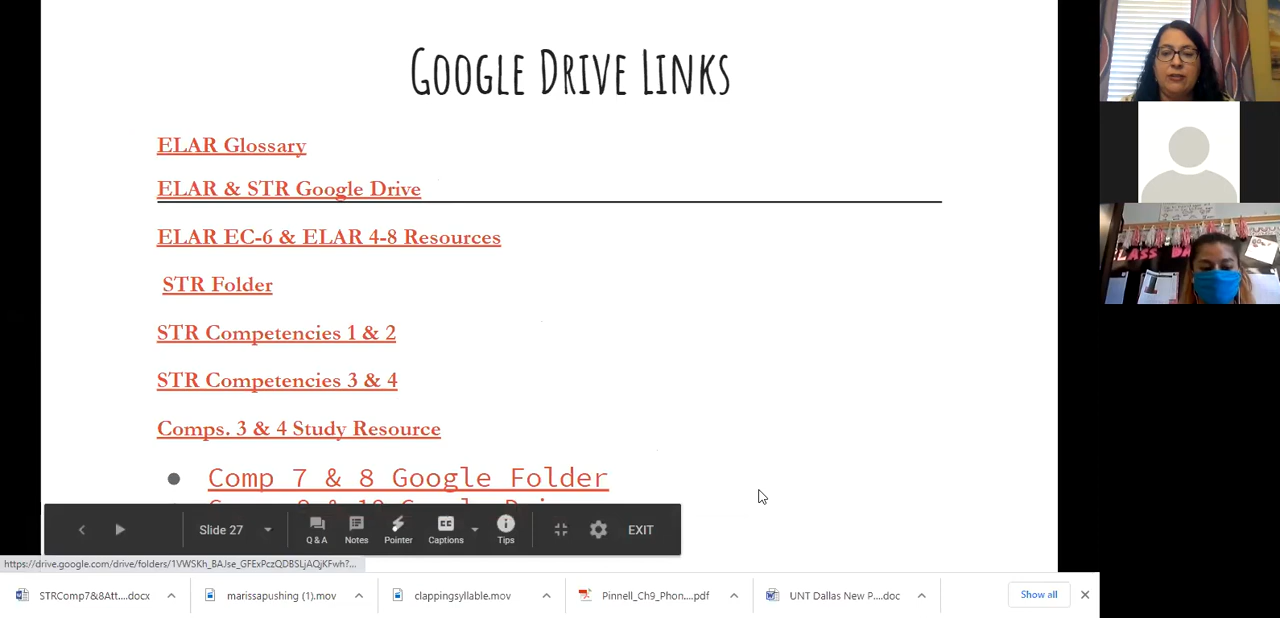 GOOGLE DRIVE LINKS
ELAR Glossary
ELAR & STR Google Drive
ELAR EC-6 & ELAR 4-8 Resources
STR Folder
STR Competencies 1 & 2
STR Competencies 3 & 4
Comps. 3 & 4 Study Resource
Comp 7 & 8 Google Folder
Slide 27
Q & A
Notes
Pointer
CC
Captions
Tips
EXIT
https://drive.google.com/drive/folders/1VWSKh_BAJse_GFExPczQDBSLjAQjKFwh?...
STRComp7&8Att....docx
marissapushing (1).mov
clappingsyllable.mov
Pinnell_Ch9_Phon....pdf
UNT Dallas New P....doc
Show all